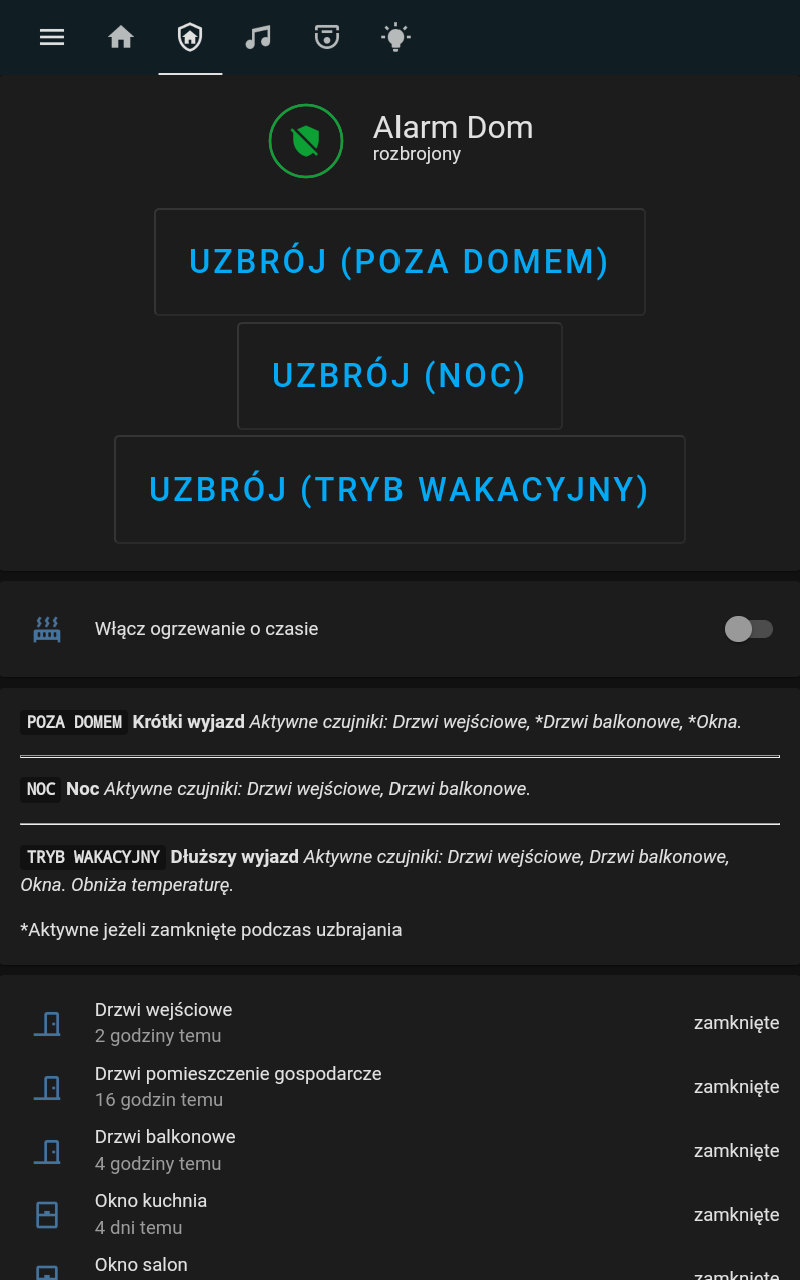 Alarm Dom
rozbrojony
UZBRÓJ (POZA DOMEM)
UZBRÓJ (NOC)
UZBRÓJ (TRYB WAKACYJNY)
Włącz ogrzewanie o czasie
POZA DOMEM Krótki wyjazd Aktywne czujniki: Drzwi wejściowe, *Drzwi balkonowe, *Okna.
NOC Noc Aktywne czujniki: Drzwi wejściowe, Drzwi balkonowe.
TRYB WAKACYJNY Dłuższy wyjazd Aktywne czujniki: Drzwi wejściowe, Drzwi balkonowe,
Okna. Obniża temperaturę.
*Aktywne jeżeli zamknięte podczas uzbrajania
Drzwi wejściowe
2 godziny temu
zamknięte
Drzwi pomieszczenie gospodarcze
16 godzin temu
zamknięte
Drzwi balkonowe
4 godziny temu
zamknięte
Okno kuchnia
4 dni temu
zamknięte
Okno salon
zamknięte